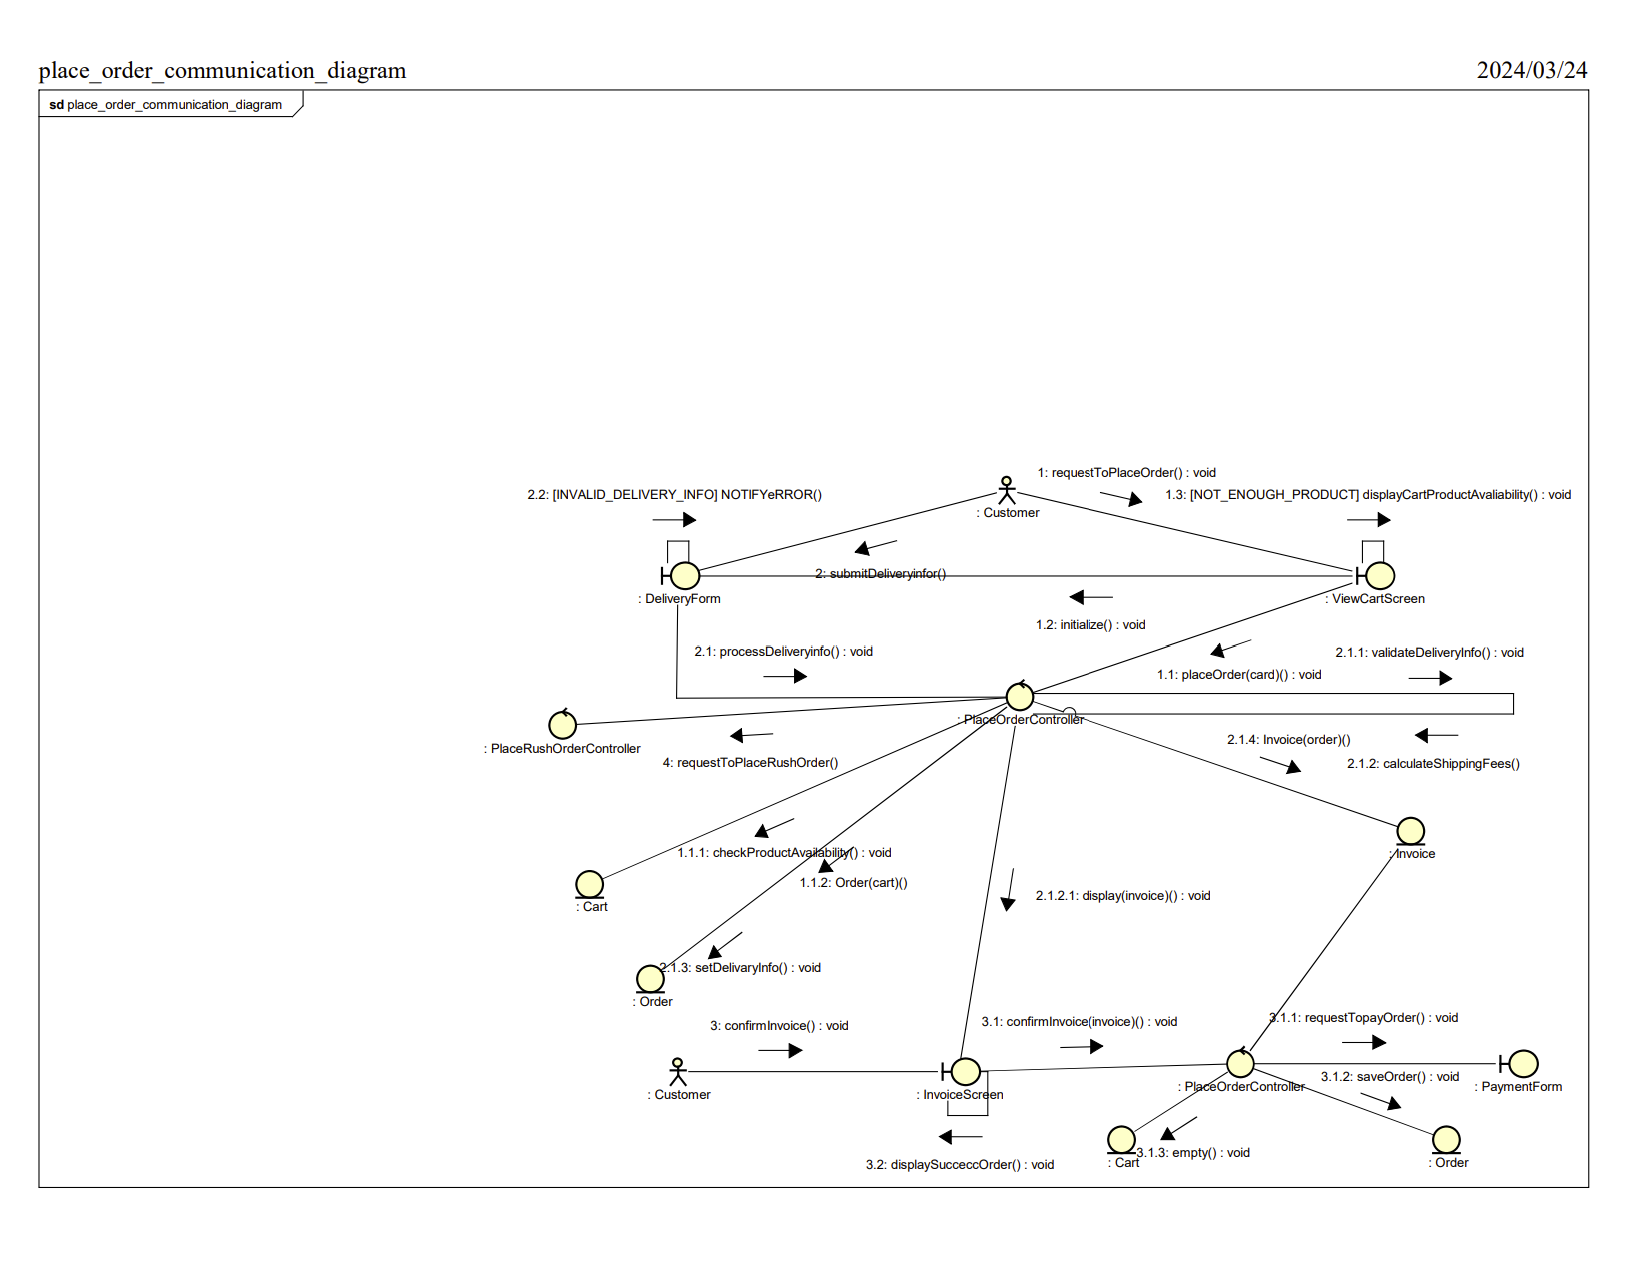 place_order_communication_diagram
2024/03/24
sd place_order_communication_diagram
1: requestToPlaceOrder() : void
2.2: [INVALID_DELIVERY_INFO] NOTIFYeRROR()
1.3: [NOT_ENOUGH_PRODUCT] displayCartProductAvaliability() : void
: Customer
2: submitDeliveryinfor()
: DeliveryForm
: ViewCartScreen
1.2: initialize() : void
2.1: processDeliveryinfo() : void
2.1.1: validateDeliveryInfo() : void
1.1: placeOrder(card)() : void
: PlaceOrderController
: PlaceRushOrderController
2.1.4: Invoice(order)()
4: requestToPlaceRushOrder()
2.1.2: calculateShippingFees()
1.1.1: checkProductAvailability() : void
: Invoice
1.1.2: Order(cart)()
2.1.2.1: display(invoice)() : void
: Cart
2.1.3: setDelivaryInfo() : void
: Order
3: confirmInvoice() : void
3.1: confirmInvoice(invoice)() : void
3.1.1: requestTopayOrder() : void
3.1.2: saveOrder() : void
: Customer
: InvoiceScreen
: PlaceOrderController
: PaymentForm
3.1.3: empty() : void
: Cart
: Order
3.2: displaySucceccOrder() : void